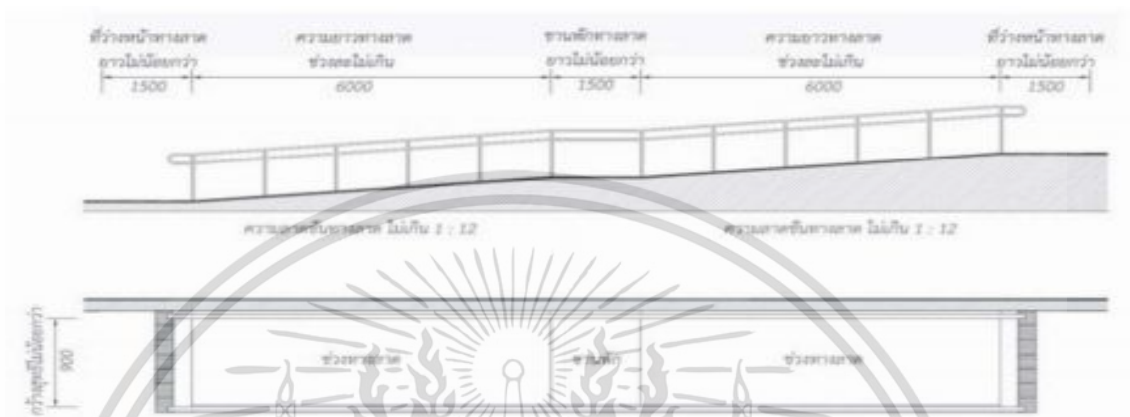 ที่ว่างหน้าทางลาด
ยาวไม่น้อยกว่า
1500
ความยาวทางลาด
ช่วงละไม่เกิน
6000
ชานพักทางลาด
ยาวไม่น้อยกว่า
1500
ความยาวทางลาด
ช่วงละไม่เกิน
6000
ที่ว่างหน้าทางลาด
ยาวไม่น้อยกว่า
1500
ความลาดชันทางลาด ไม่เกิน 1 : 12
ความลาดชันทางลาด ไม่เกิน 1 : 12
กว้างสุทธิไม่น้อยกว่า
900
ช่วงทางลาด
ชานพัก
ช่วงทางลาด